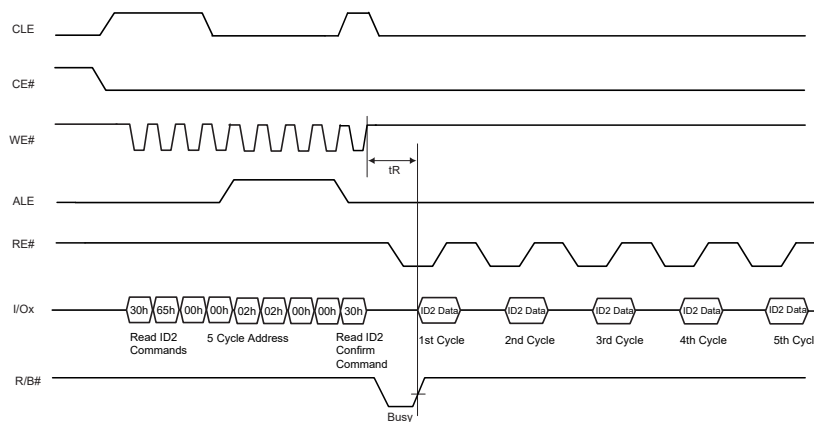 CLE
CE#
WE#
tR
ALE
RE#
I/Ox
30h 65h 00h 00h 02h 02h 00h 00h 30h ID2 Data ID2 Data ID2 Data ID2 Data ID2 Data
Read ID2
Commands
5 Cycle Address
Read ID2
Confirm
Command
1st Cycle
2nd Cycle
3rd Cycle
4th Cycle
5th Cycl
R/B#
Busy